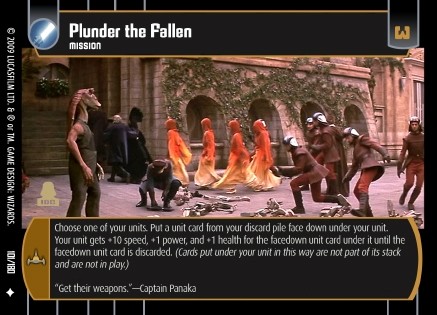 Plunder the Fallen
MISSION
W
Choose one of your units. Put a unit card from your discard pile face down under your unit.
Your unit gets +10 speed, +1 power, and +1 health for the facedown unit card under it until the
facedown unit card is discarded. (Cards put under your unit in this way are not part of its stack
and are not in play.)
"Get their weapons."—Captain Panaka
© 2009 LUCASFILM LTD. & ® or TM. GAME DESIGN: WIZARDS.
101/180